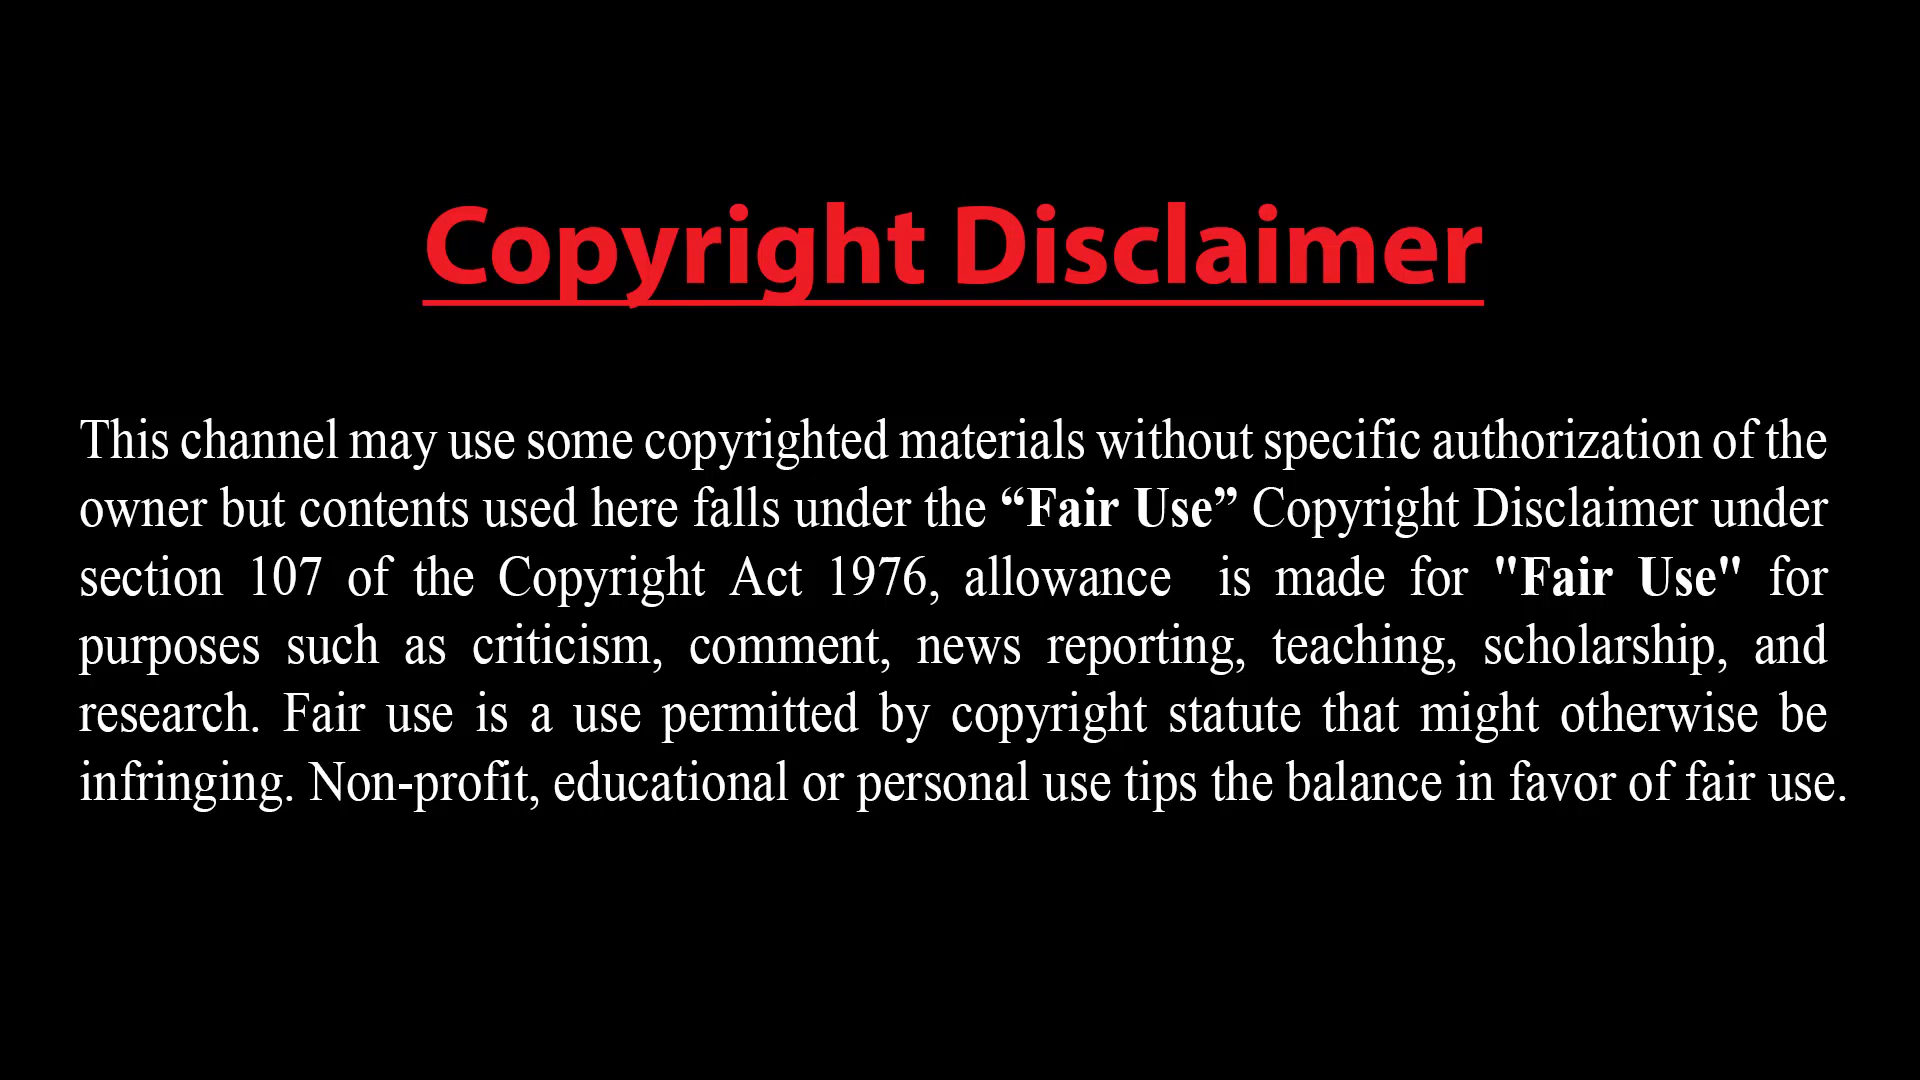 Copyright Disclaimer
This channel may use some copyrighted materials without specific authorization of the
owner but contents used here falls under the “Fair Use” Copyright Disclaimer under
section 107 of the Copyright Act 1976, allowance is made for "Fair Use" for
purposes such as criticism, comment, news reporting, teaching, scholarship, and
research. Fair use is a use permitted by copyright statute that might otherwise be
infringing. Non-profit, educational or personal use tips the balance in favor of fair use.